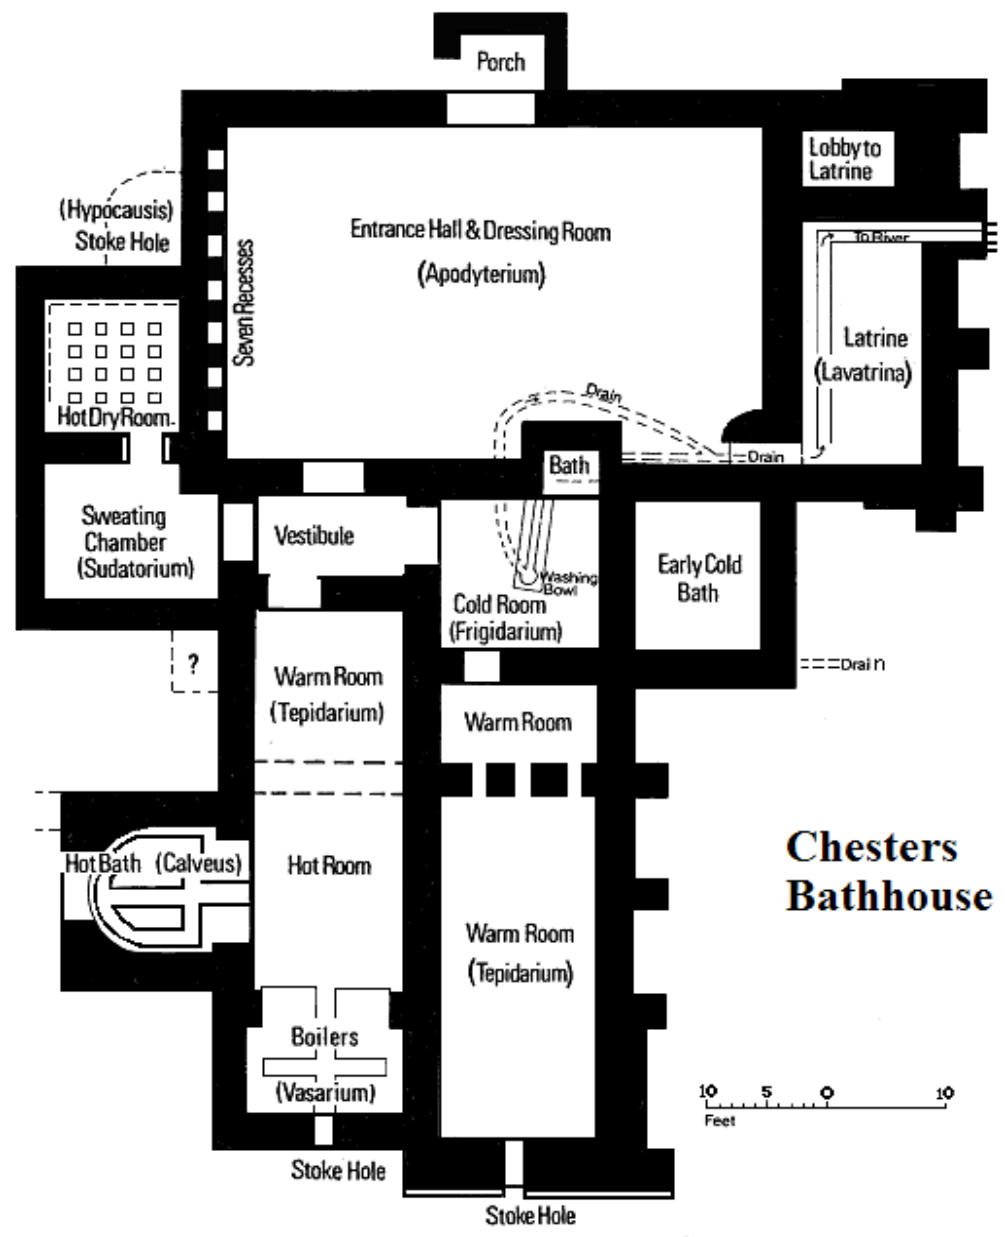 Porch
Lobby to
Latrine
(Hypocausis)
Stoke Hole
Entrance Hall & Dressing Room
(Apodyterium)
To River
Seven Recesses
Latrine
(Lavatrina)
Hot Dry Room
Drain
Drain
Bath
Sweating
Chamber
(Sudatorium)
Vestibule
Washing
Bowl
Cold Room
(Frigidarium)
Early Cold
Bath
?
Drain
Warm Room
(Tepidarium)
Warm Room
Chesters
Bathhouse
Hot Bath (Calveus)
Hot Room
Warm Room
(Tepidarium)
Boilers
(Vasarium)
10 5 0 10
Feet
Stoke Hole
Stoke Hole